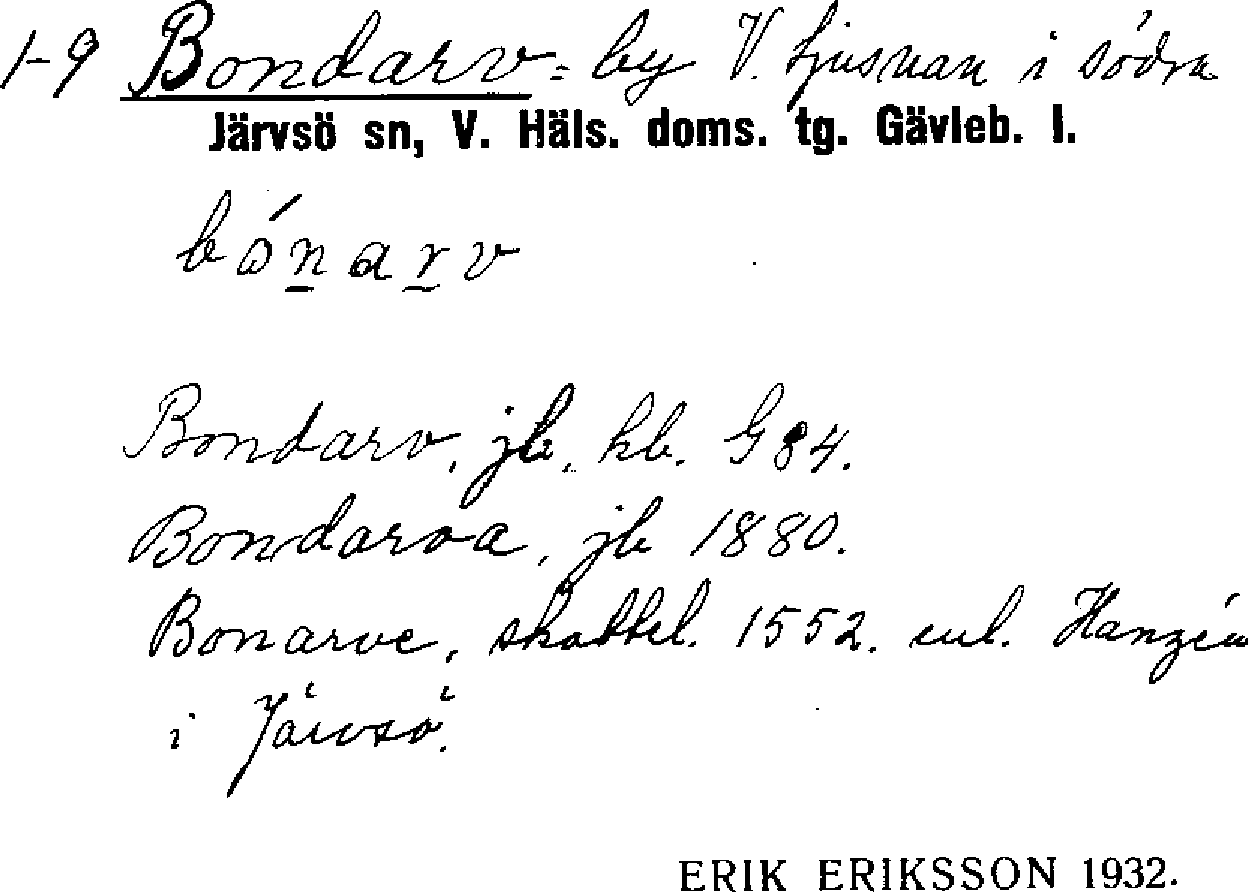 1-9 Bondarv = by V. Ljusnan i södra
Järvsö sn, V. Häls. doms. tg. Gävleb. l.
bónarv
Bondarv, jb, kb. G 84.
Bondarva, jb 1880.
Bonarve, skattel. 1552. enl. Hanzén
i Järvsö.
ERIK ERIKSSON 1932.